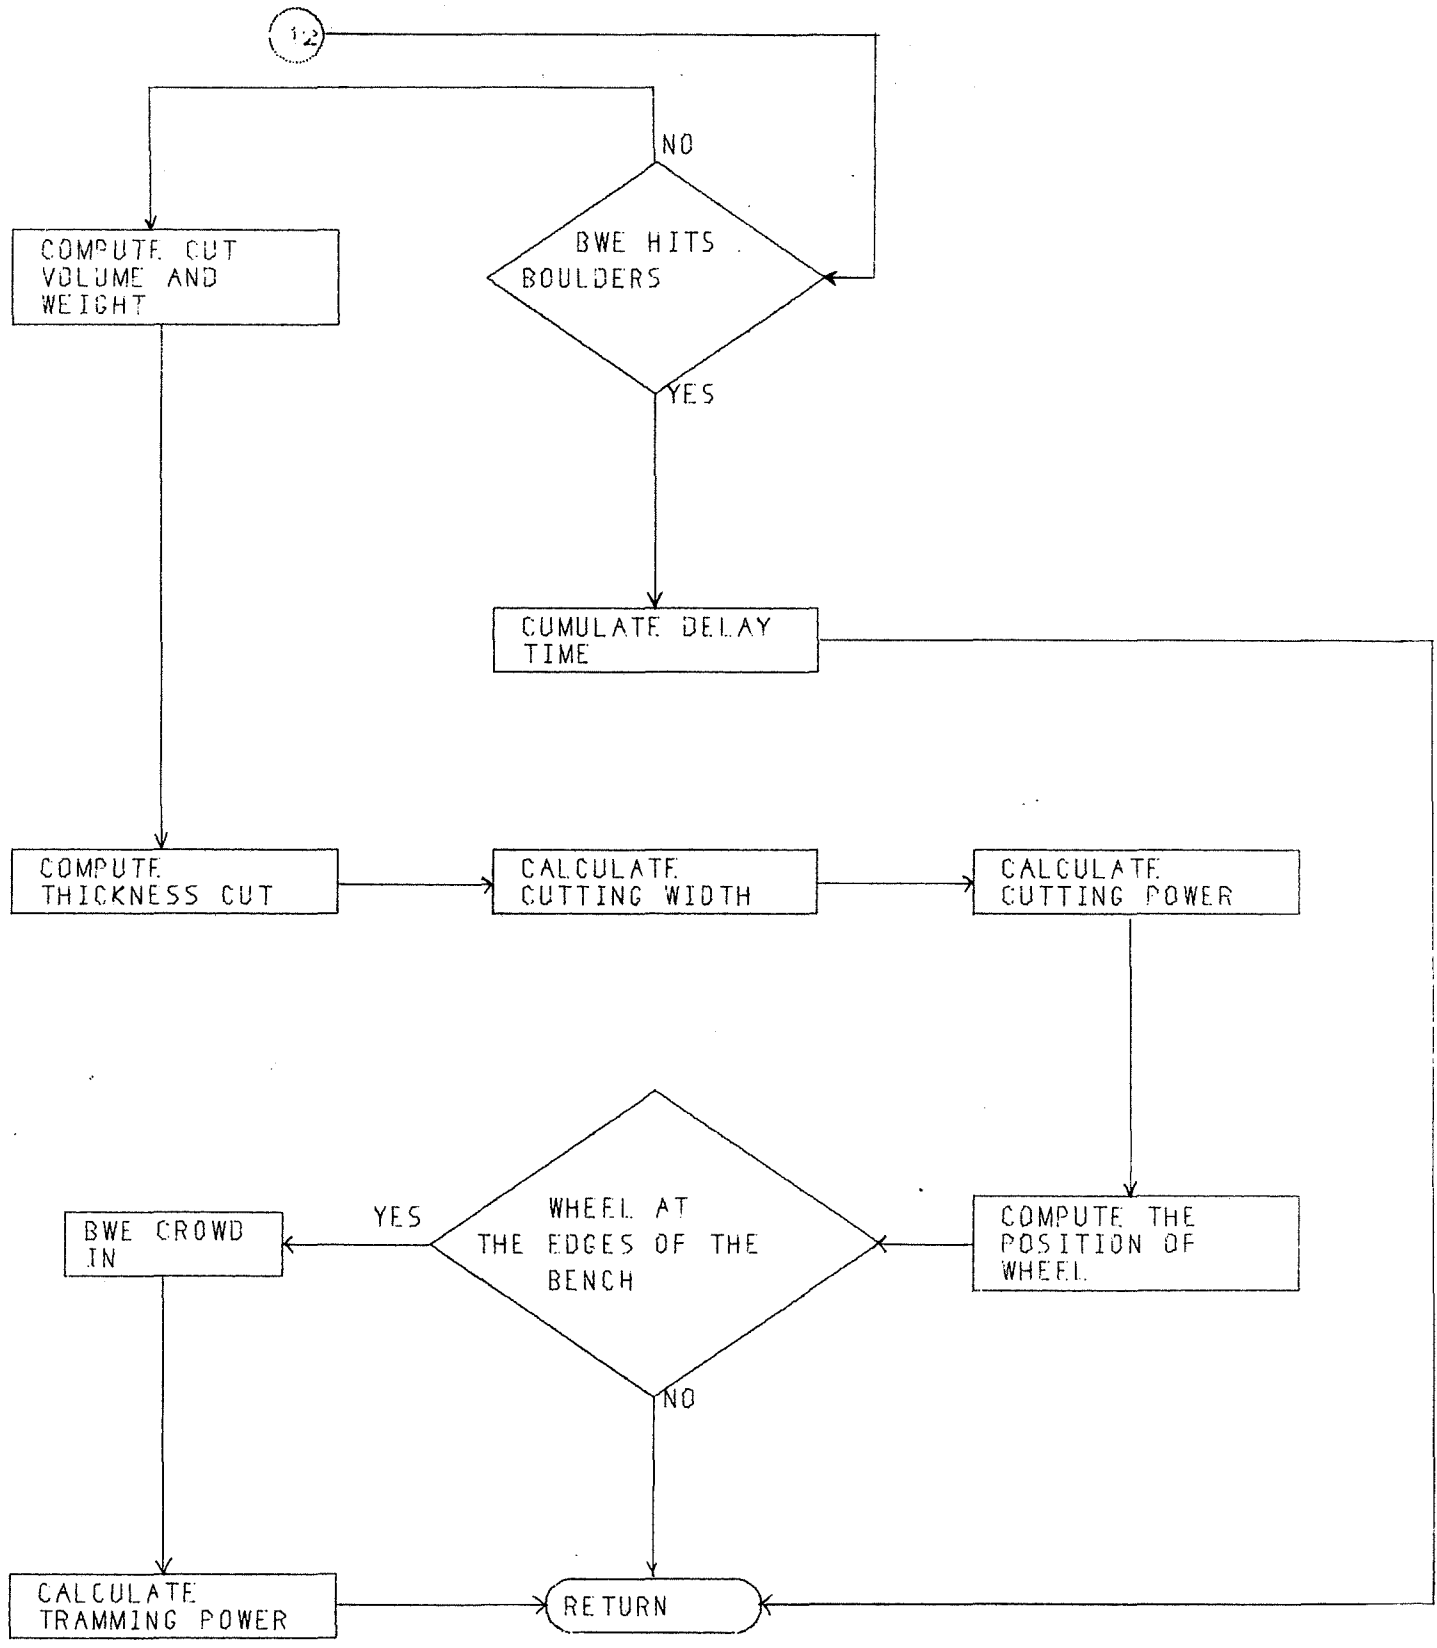 12
NO
BWE HITS
BOULDERS
YES
COMPUTE CUT
VOLUME AND
WEIGHT
CUMULATE DELAY
TIME
COMPUTE
THICKNESS CUT
CALCULATE
CUTTING WIDTH
CALCULATE
CUTTING POWER
COMPUTE THE
POSITION OF
WHEEL
WHEEL AT
THE EDGES OF THE
BENCH
YES
NO
BWE CROWD
IN
CALCULATE
TRAMMING POWER
RETURN